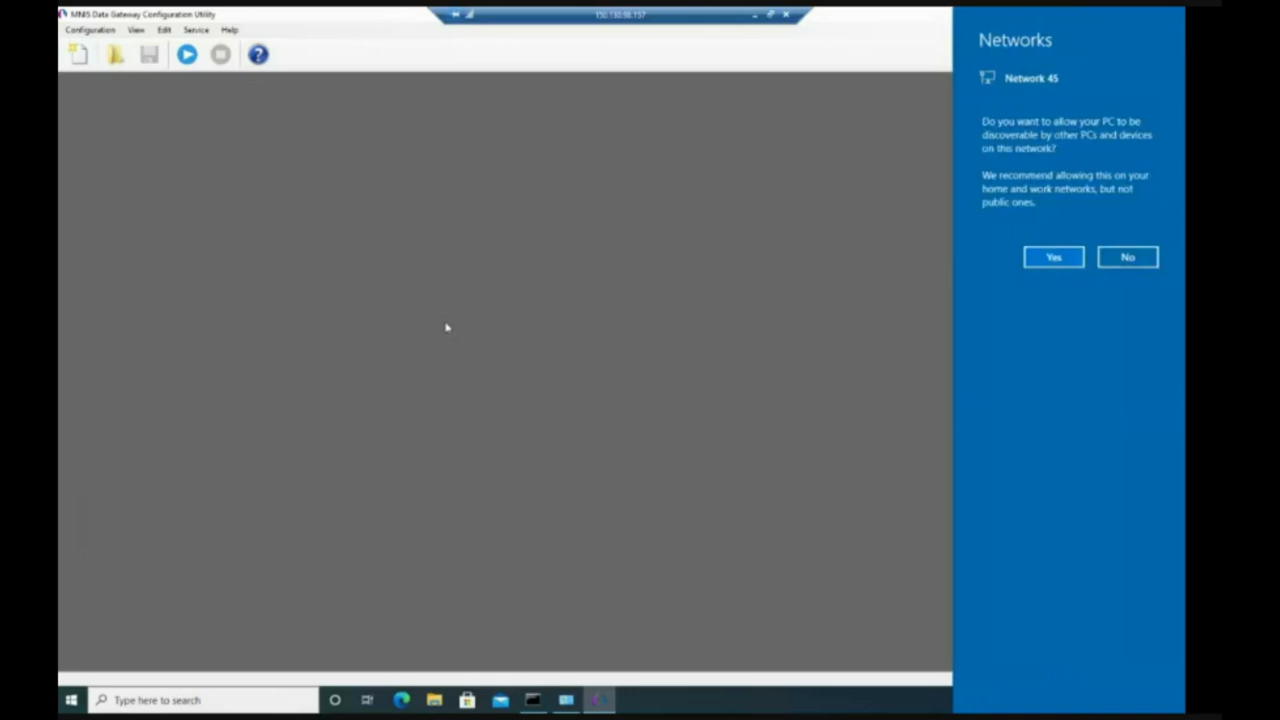 MNIS Data Gateway Configuration Utility
Configuration View Edit Service Help
Networks
Network 45
Do you want to allow your PC to be
discoverable by other PCs and devices
on this network?
We recommend allowing this on your
home and work networks, but not
public ones.
Yes No
Type here to search